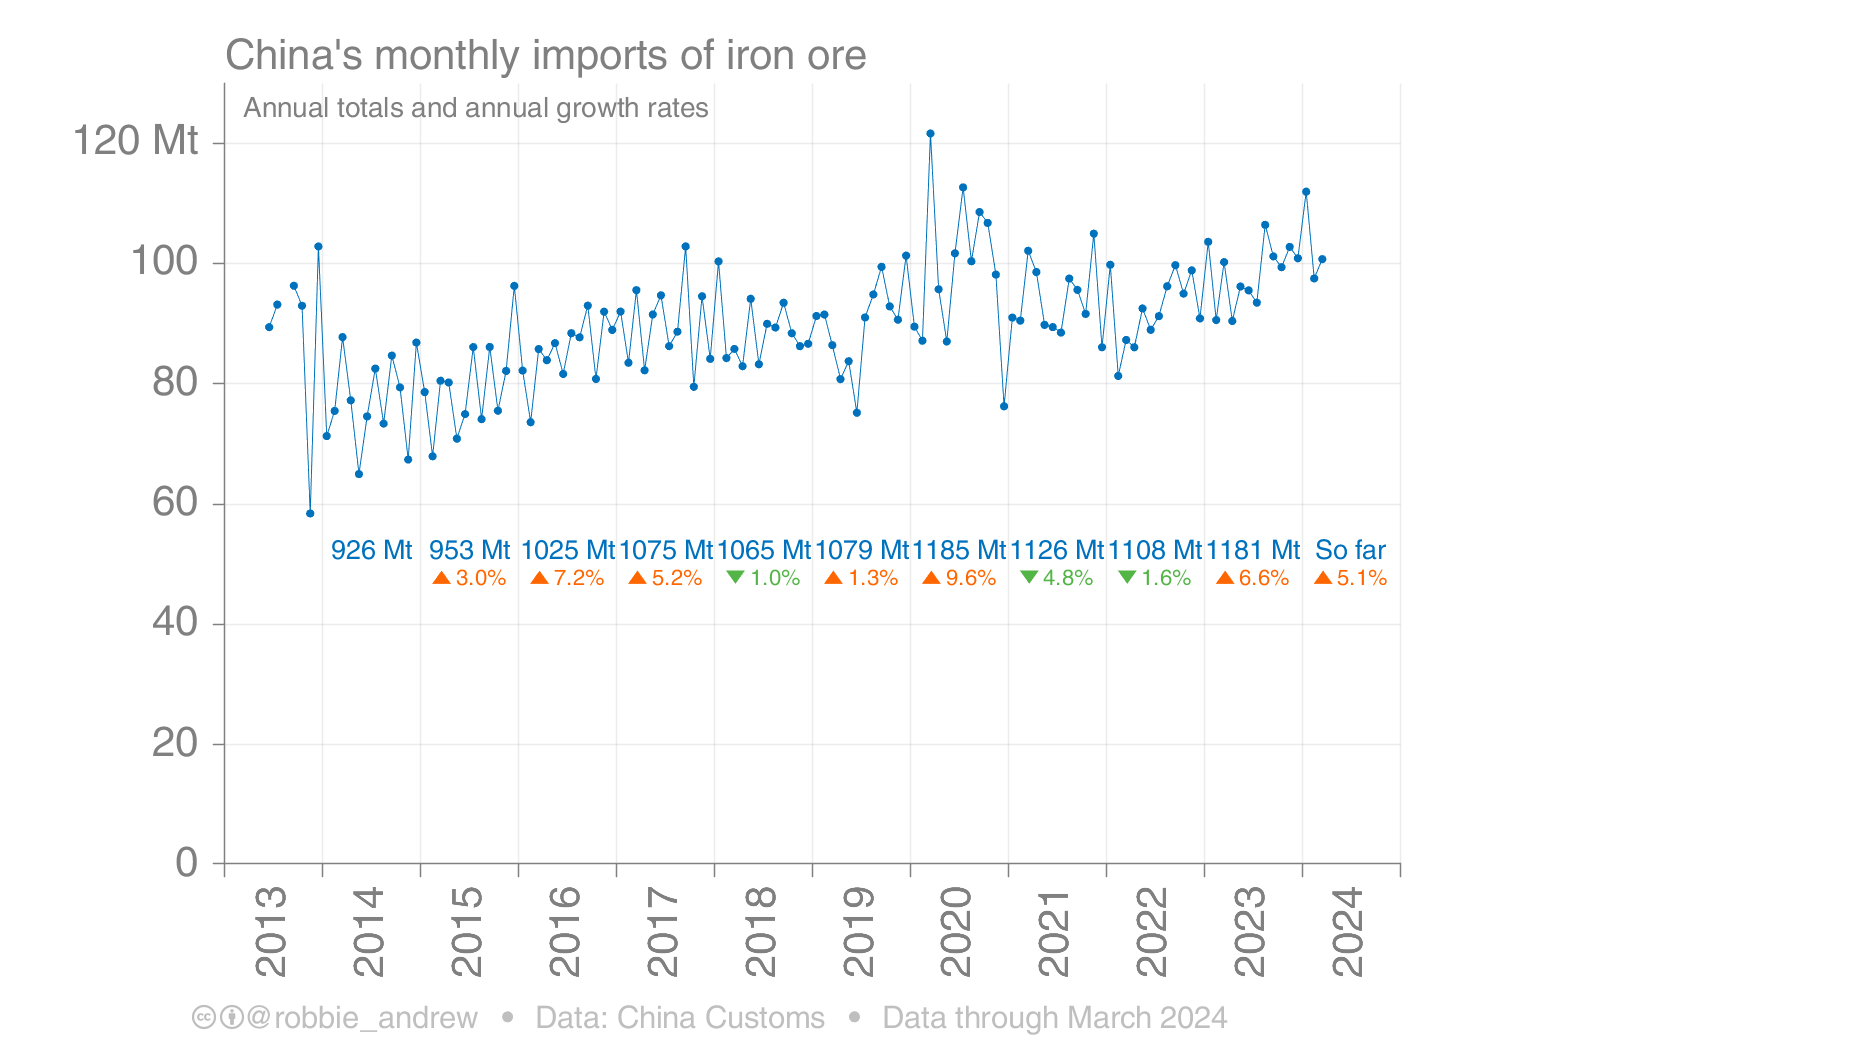 China's monthly imports of iron ore
Annual totals and annual growth rates
120 Mt
100
80
60
40
20
0
926 Mt 953 Mt 1025 Mt 1075 Mt 1065 Mt 1079 Mt 1185 Mt 1126 Mt 1108 Mt 1181 Mt So far
▲ 3.0% ▲ 7.2% ▲ 5.2% ▼ 1.0% ▲ 1.3% ▲ 9.6% ▼ 4.8% ▼ 1.6% ▲ 6.6% ▲ 5.1%
2013 2014 2015 2016 2017 2018 2019 2020 2021 2022 2023 2024
cc @robbie_andrew • Data: China Customs • Data through March 2024